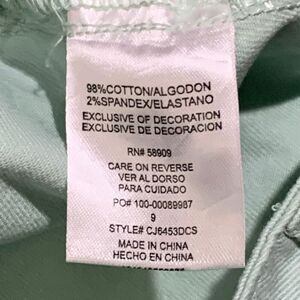 98%COTTON/ALGODON
2%SPANDEX/ELASTANO
EXCLUSIVE OF DECORATION
EXCLUSIVE DE DECORACION
RN# 58909
CARE ON REVERSE
VER AL DORSO
PARA CUIDADO
PO# 100-00089987
9
STYLE# CJ6453DCS
MADE IN CHINA
HECHO EN CHINA